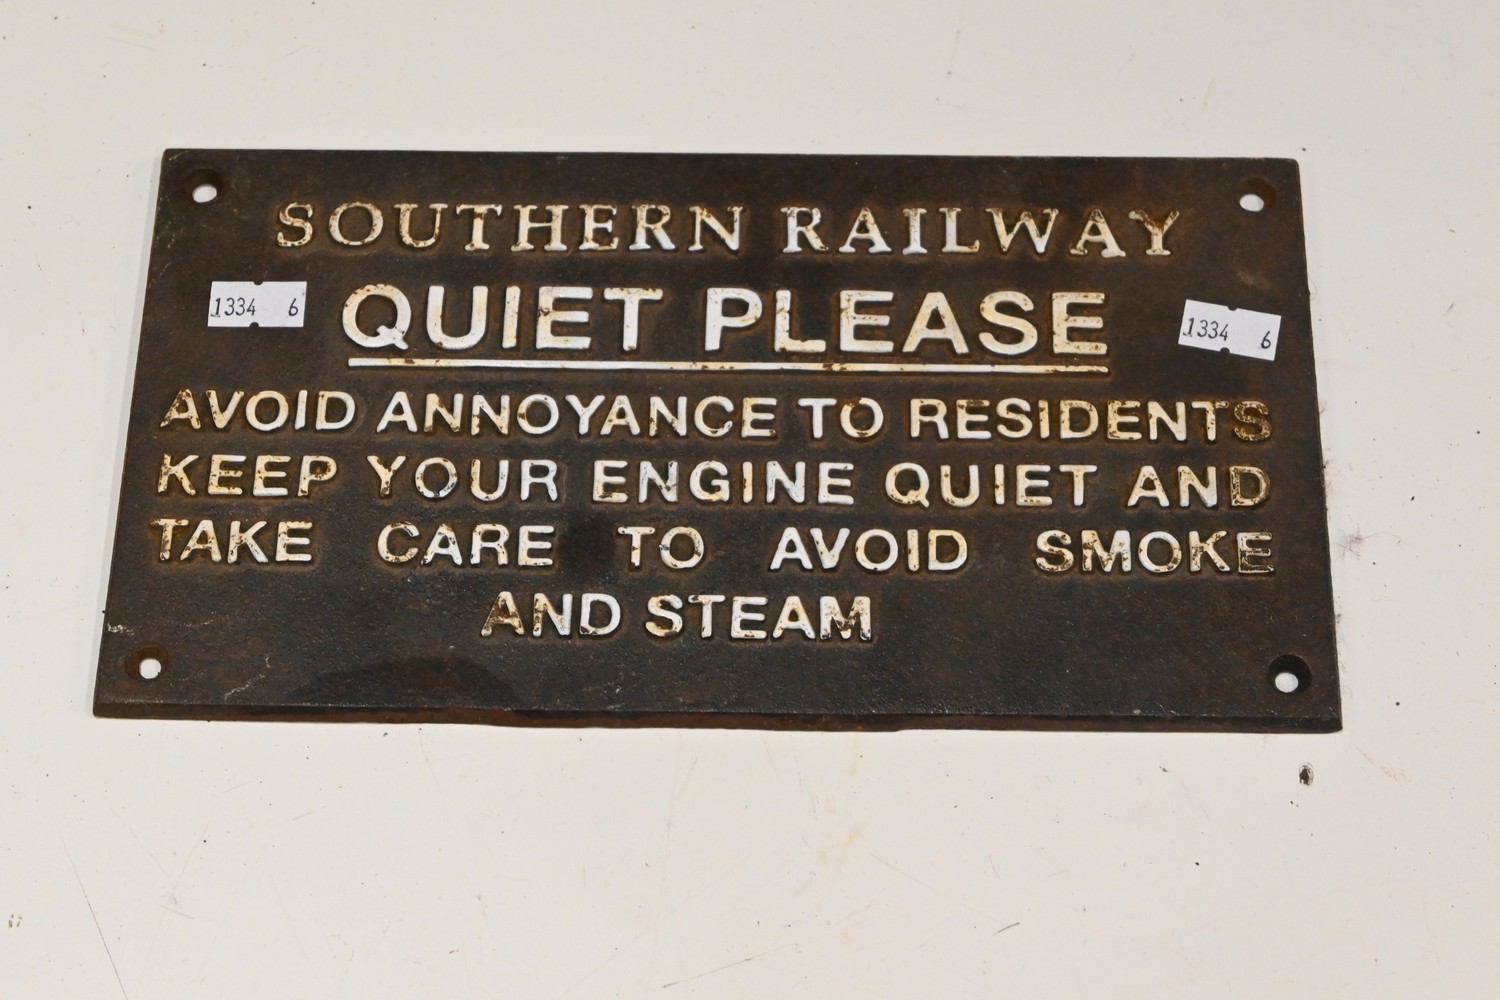 SOUTHERN RAILWAY
QUIET PLEASE
1334 6
1334 6
AVOID ANNOYANCE TO RESIDENTS
KEEP YOUR ENGINE QUIET AND
TAKE CARE TO AVOID SMOKE
AND STEAM